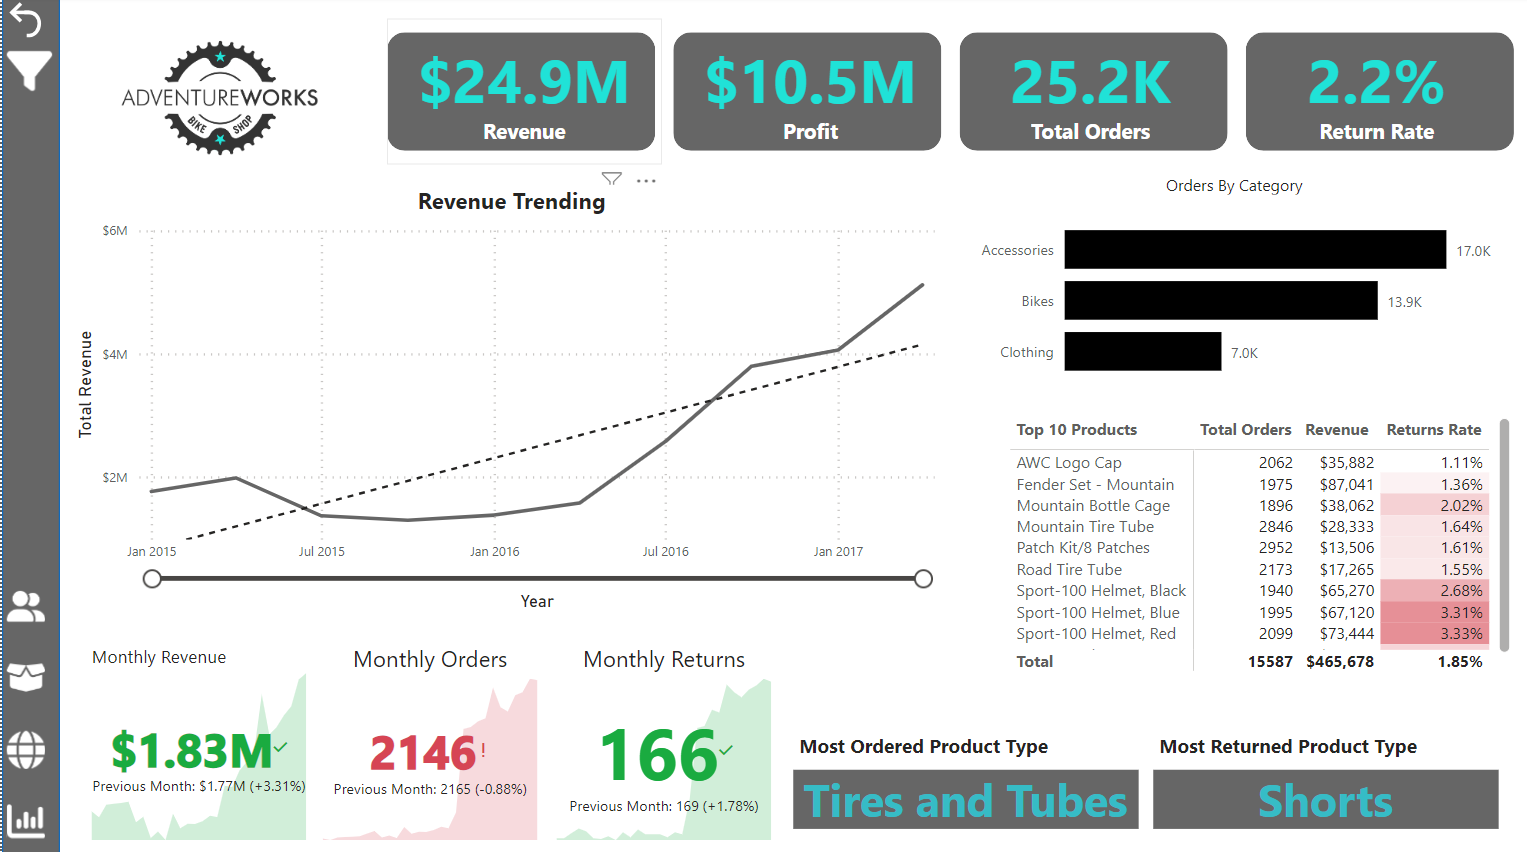 ADVENTUREWORKS
BIKE SHOP
$24.9M
Revenue
$10.5M
Profit
25.2K
Total Orders
2.2%
Return Rate
Revenue Trending
Total Revenue
$6M
$4M
$2M
Jan 2015 Jul 2015 Jan 2016 Jul 2016 Jan 2017
Year
Orders By Category
Accessories 17.0K
Bikes 13.9K
Clothing 7.0K
Top 10 Products Total Orders Revenue Returns Rate
AWC Logo Cap 2062 $35,882 1.11%
Fender Set - Mountain 1975 $87,041 1.36%
Mountain Bottle Cage 1896 $38,062 2.02%
Mountain Tire Tube 2846 $28,333 1.64%
Patch Kit/8 Patches 2952 $13,506 1.61%
Road Tire Tube 2173 $17,265 1.55%
Sport-100 Helmet, Black 1940 $65,270 2.68%
Sport-100 Helmet, Blue 1995 $67,120 3.31%
Sport-100 Helmet, Red 2099 $73,444 3.33%
Total 15587 $465,678 1.85%
Monthly Revenue
$1.83M
Previous Month: $1.77M (+3.31%)
Monthly Orders
2146!
Previous Month: 2165 (-0.88%)
Monthly Returns
166
Previous Month: 169 (+1.78%)
Most Ordered Product Type
Tires and Tubes
Most Returned Product Type
Shorts